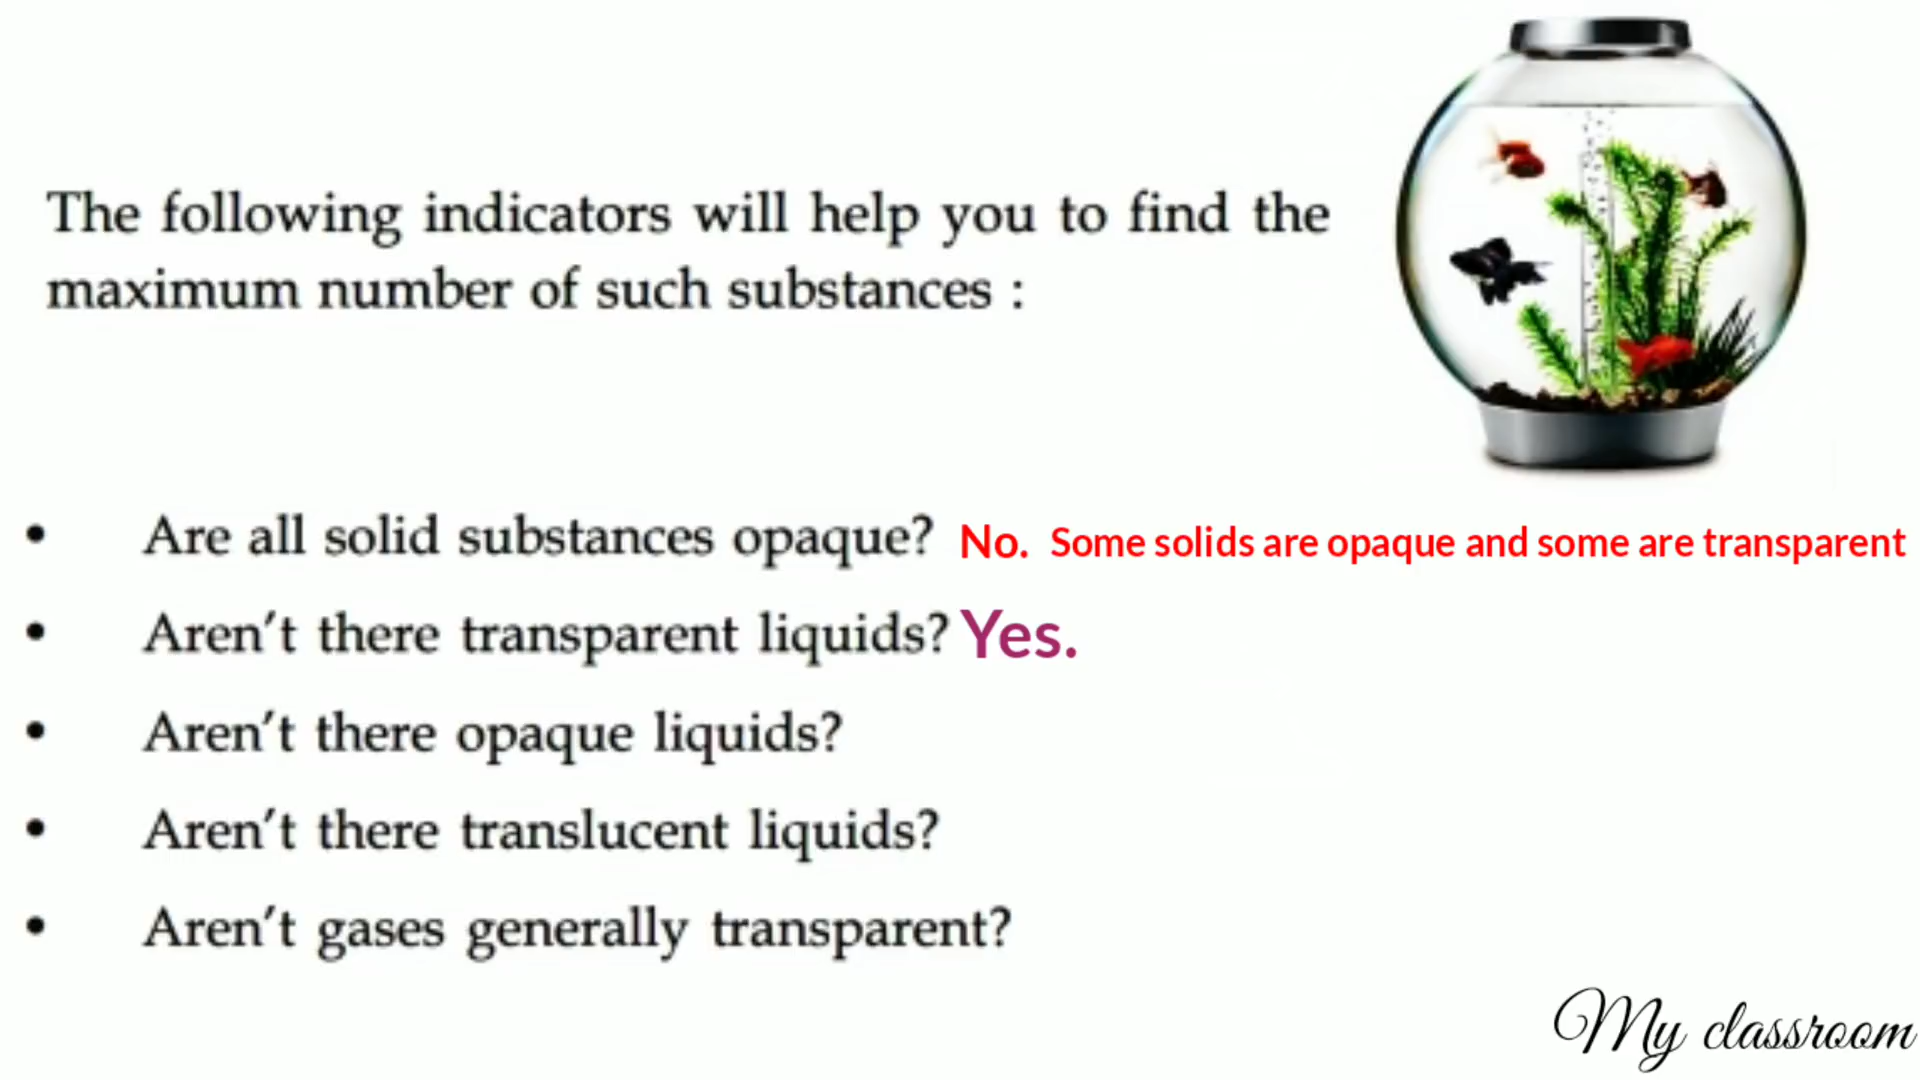 The following indicators will help you to find the
maximum number of such substances :
• Are all solid substances opaque? No. Some solids are opaque and some are transparent
• Aren't there transparent liquids? Yes.
• Aren't there opaque liquids?
• Aren't there translucent liquids?
• Aren't gases generally transparent?
My classroom